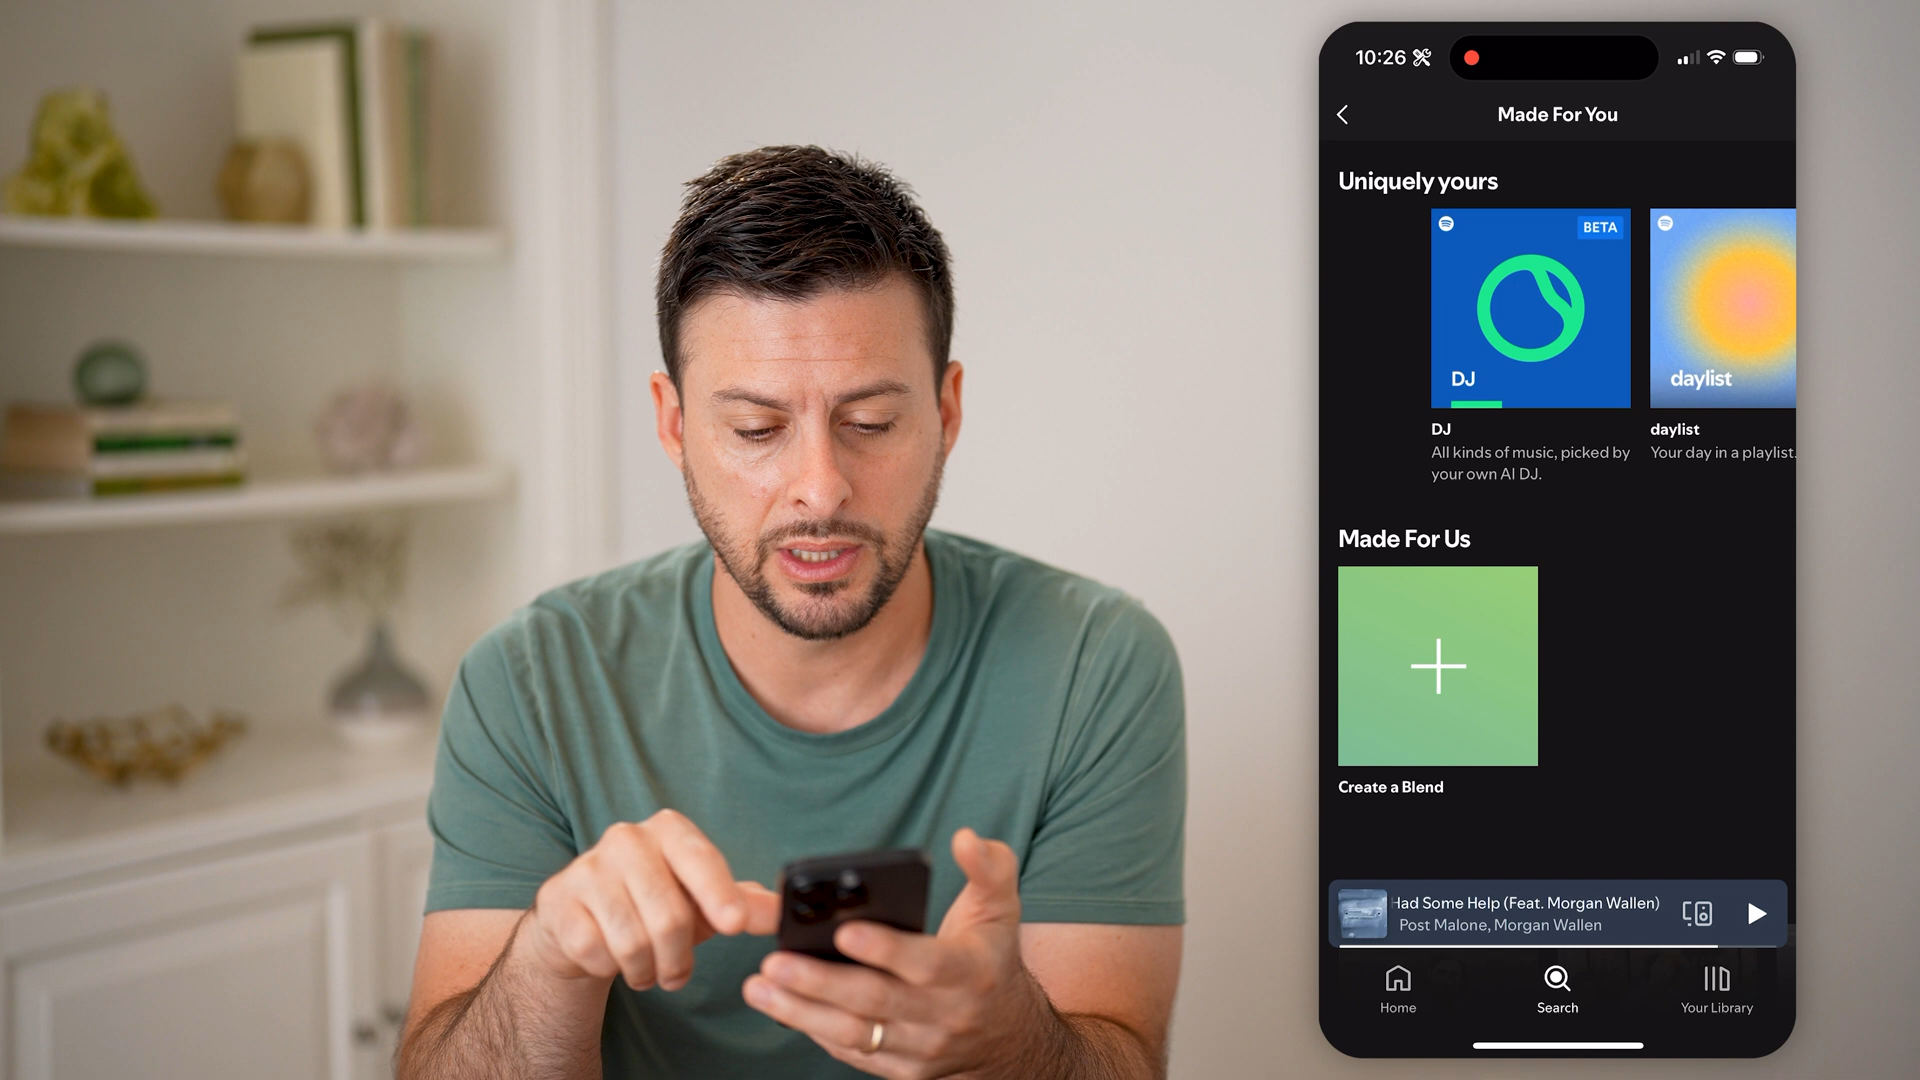 10:26
Made For You
Uniquely yours
BETA
DJ
daylist
DJ
All kinds of music, picked by
your own AI DJ.
daylist
Your day in a playlist.
Made For Us
Create a Blend
Had Some Help (Feat. Morgan Wallen)
Post Malone, Morgan Wallen
Home
Search
Your Library